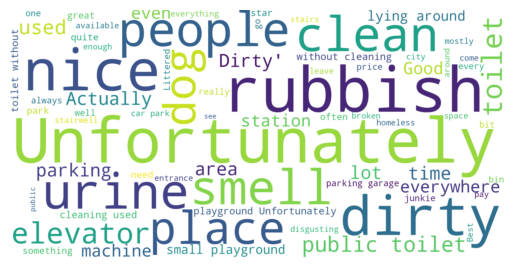 one
great
even
people
clean
star
go
lying around
everything
stairs
available
used
quite
enough
toilet without
city
Dirty'
without cleaning
price
mostly
come
nice
dog
Good
around
every
always
Littered
really
leave
Actually
rubbish
toilet
park
well
car park
often
broken
space
stairwell
see
station
homeless
bit
Unfortunately
parking
area
lot
time
need
entrance
parking garage
pay
bin
urine
smell
junkie
everywhere
public
cleaning used
playground Unfortunately
disgusting
Best
place
dirty
elevator
something
machine
small playground
public toilet